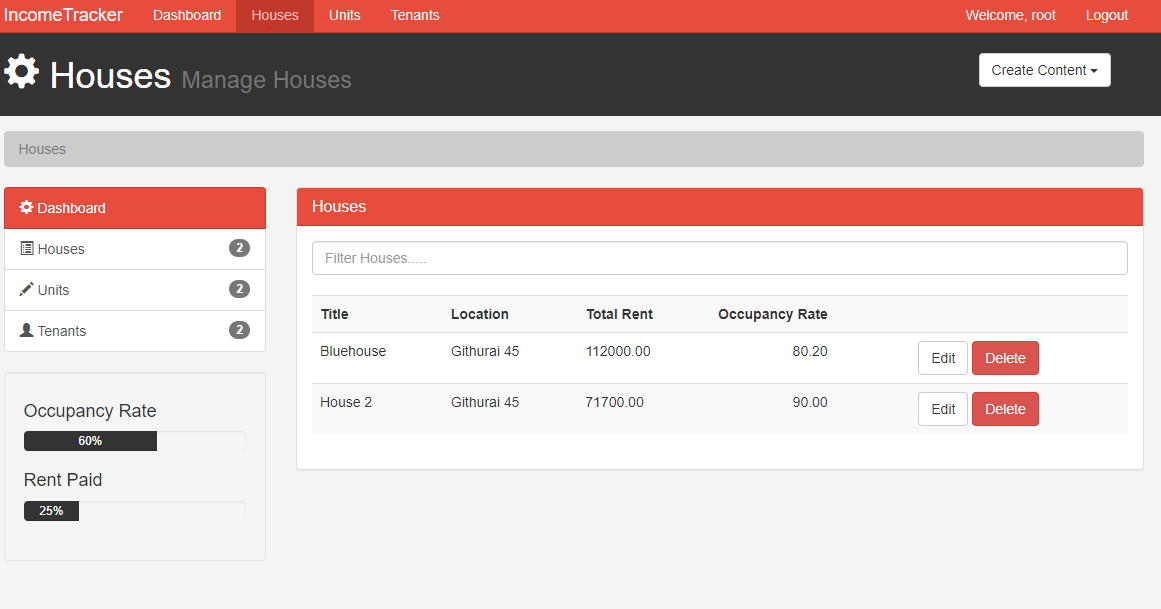 IncomeTracker Dashboard Houses Units Tenants Welcome, root Logout
Houses Manage Houses Create Content
Houses
Dashboard
Houses 2
Units 2
Tenants 2
Occupancy Rate
60%
Rent Paid
25%
Houses
Filter Houses.....
Title Location Total Rent Occupancy Rate
Bluehouse Githurai 45 112000.00 80.20 Edit Delete
House 2 Githurai 45 71700.00 90.00 Edit Delete